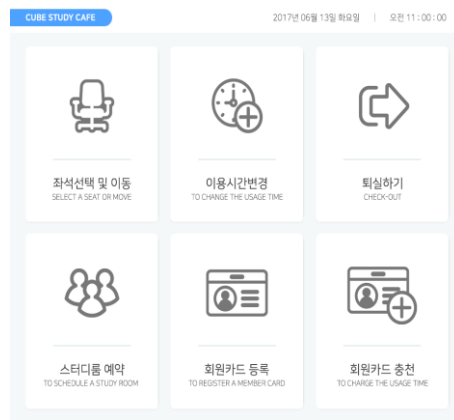 CUBE STUDY CAFE
2017년 06월 13일 화요일 | 오전 11 : 00 : 00
좌석선택 및 이동
SELECT A SEAT OR MOVE
이용시간변경
TO CHANGE THE USAGE TIME
퇴실하기
CHECK-OUT
스터디룸 예약
TO SCHEDULE A STUDY ROOM
회원카드 등록
TO REGISTER A MEMBER CARD
회원카드 충천
TO CHARGE THE USAGE TIME